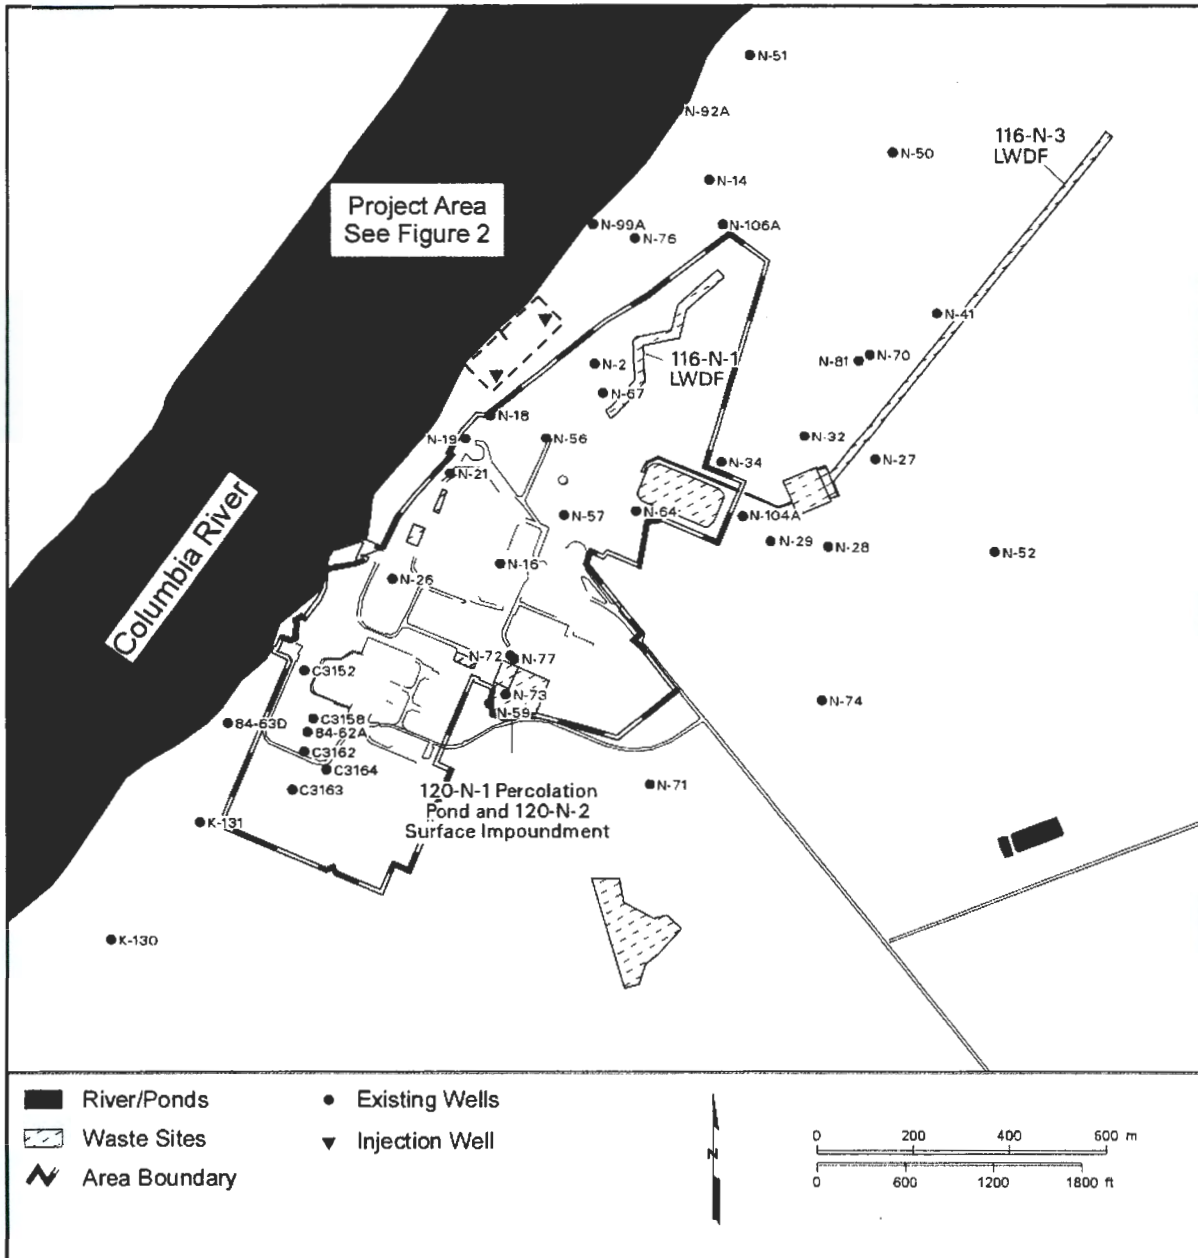 N-51
N-92A
116-N-3
LWDF
N-50
N-14
Project Area
See Figure 2
N-99A
N-106A
N-76
N-41
N-70
N-81
116-N-1
LWDF
N-2
N-67
N-18
N-19
N-56
N-32
N-27
N-34
N-21
N-64
N-57
N-104A
N-29
N-28
N-52
N-16
N-26
Columbia River
N-72
N-77
C3152
N-73
N-59
N-74
84-63D
C3158
84-62A
C3162
C3164
C3163
N-71
120-N-1 Percolation
Pond and 120-N-2
Surface Impoundment
K-131
K-130
River/Ponds
Existing Wells
Waste Sites
Injection Well
Area Boundary
N
0 200 400 600 m
0 600 1200 1800 ft